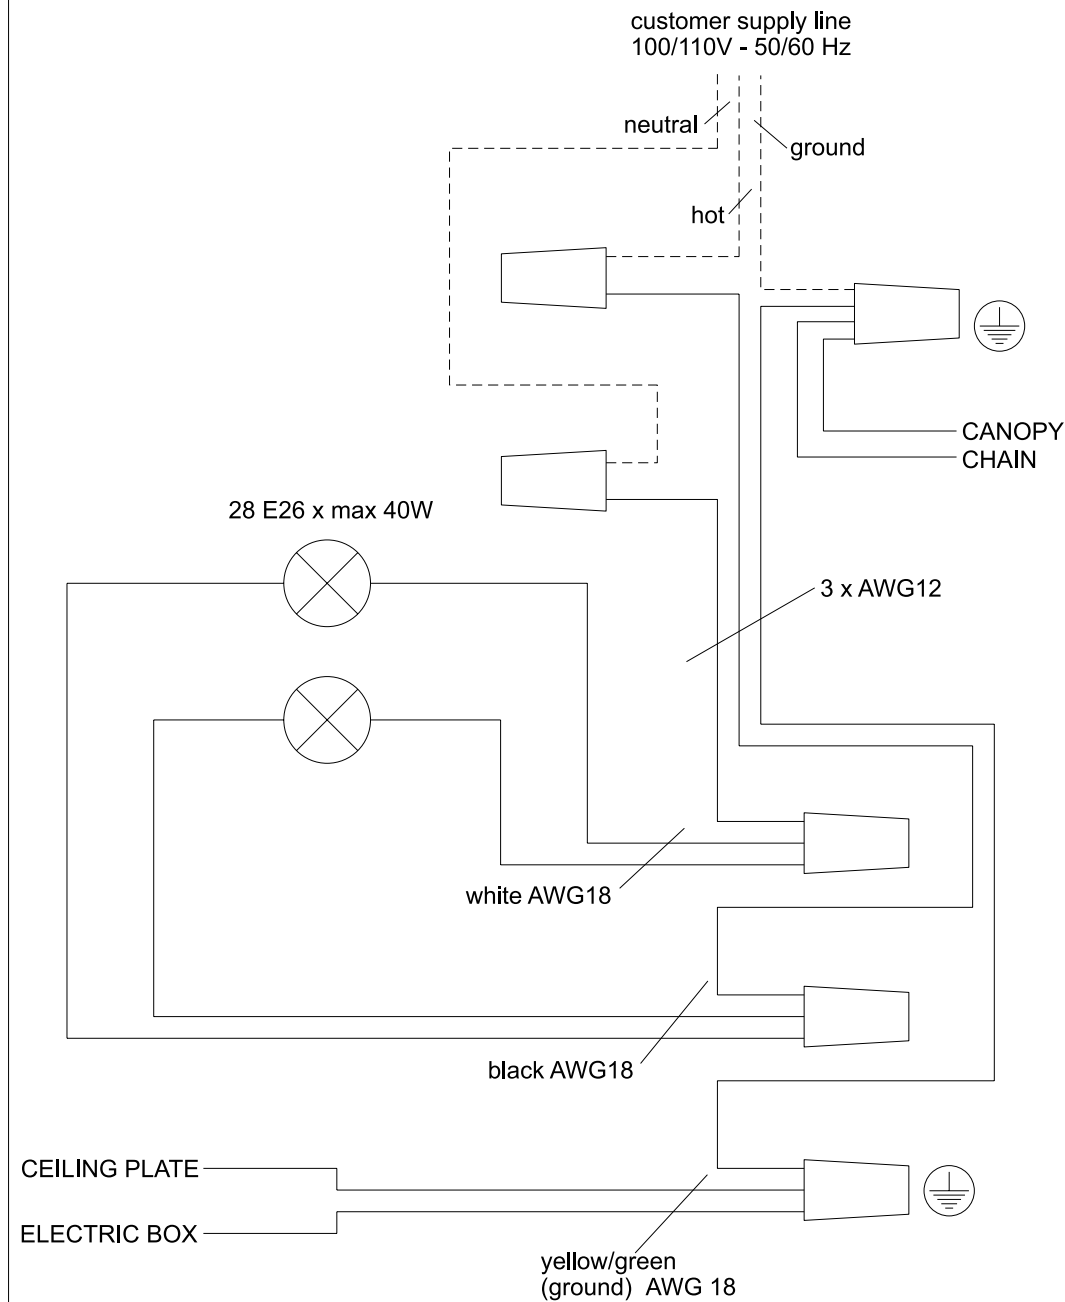 customer supply line
100/110V - 50/60 Hz
neutral
ground
hot
CANOPY
CHAIN
28 E26 x max 40W
3 x AWG12
white AWG18
black AWG18
CEILING PLATE
ELECTRIC BOX
yellow/green
(ground) AWG 18